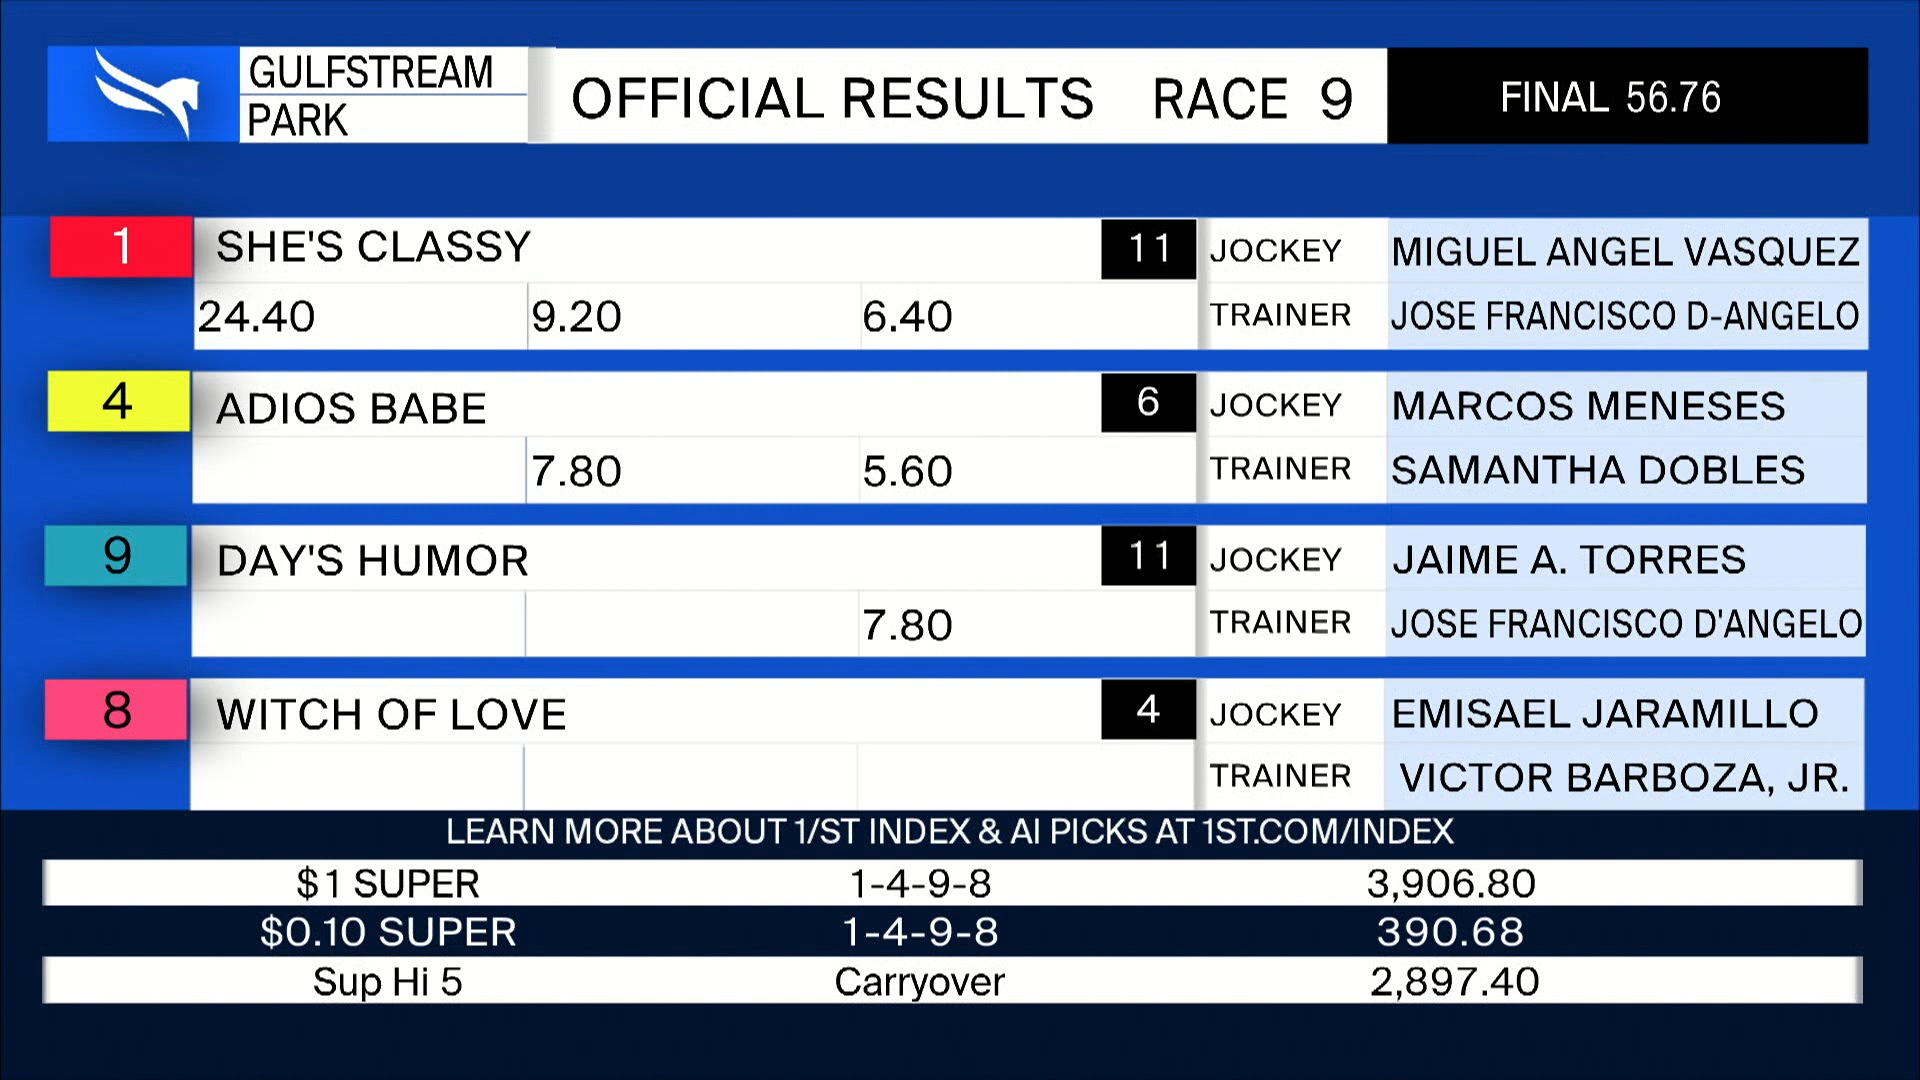 GULFSTREAM
PARK
OFFICIAL RESULTS RACE 9
FINAL 56.76
1 SHE'S CLASSY 11 JOCKEY MIGUEL ANGEL VASQUEZ
24.40 9.20 6.40 TRAINER JOSE FRANCISCO D-ANGELO
4 ADIOS BABE 6 JOCKEY MARCOS MENESES
7.80 5.60 TRAINER SAMANTHA DOBLES
9 DAY'S HUMOR 11 JOCKEY JAIME A. TORRES
7.80 TRAINER JOSE FRANCISCO D'ANGELO
8 WITCH OF LOVE 4 JOCKEY EMISAEL JARAMILLO
TRAINER VICTOR BARBOZA, JR.
LEARN MORE ABOUT 1/ST INDEX & AI PICKS AT 1ST.COM/INDEX
$1 SUPER 1-4-9-8 3,906.80
$0.10 SUPER 1-4-9-8 390.68
Sup Hi 5 Carryover 2,897.40